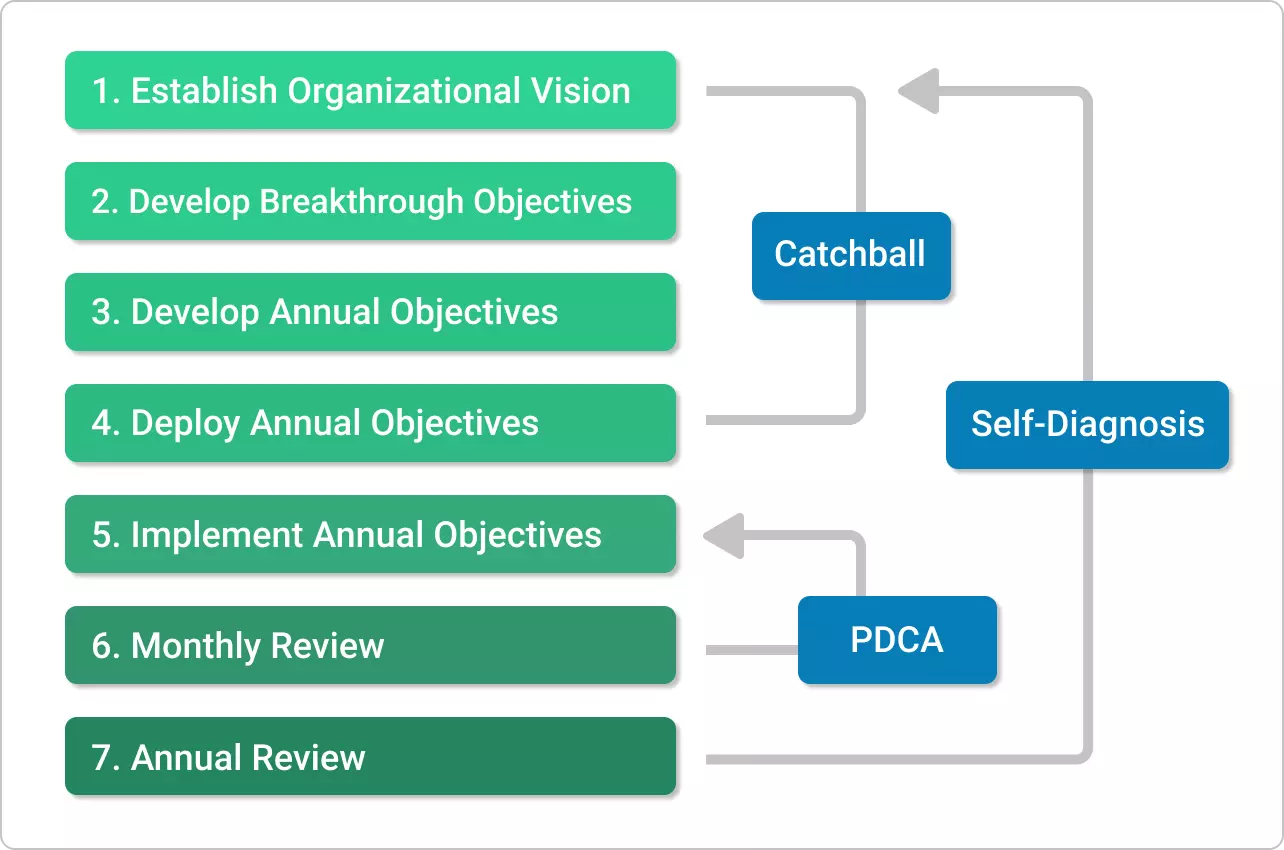 1. Establish Organizational Vision
2. Develop Breakthrough Objectives
Catchball
3. Develop Annual Objectives
4. Deploy Annual Objectives
Self-Diagnosis
5. Implement Annual Objectives
6. Monthly Review
PDCA
7. Annual Review